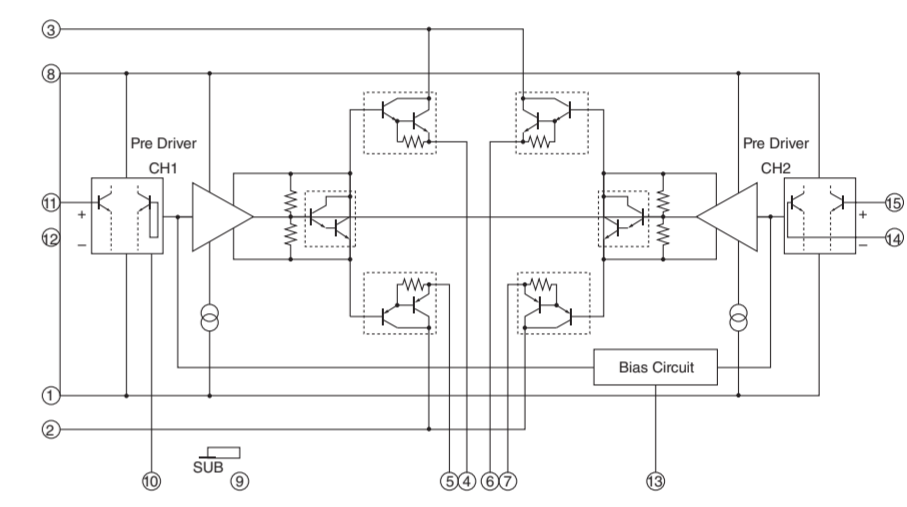 ③
⑧
Pre Driver
CH1
Pre Driver
CH2
⑪
+
⑫
−
⑮
+
⑭
−
Bias Circuit
①
②
SUB
⑩ ⑨ ⑤ ④ ⑥ ⑦ ⑬